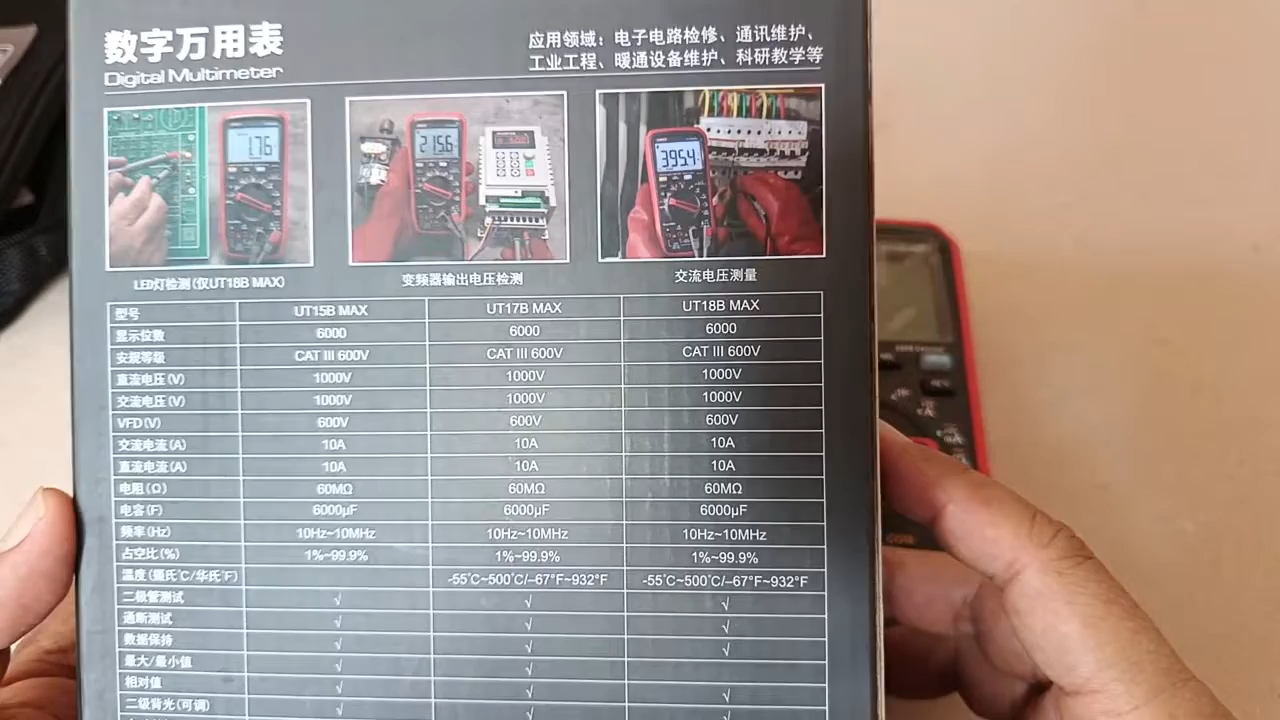 数字万用表
Digital Multimeter
应用领域：电子电路检修、通讯维护、
工业工程、暖通设备维护、科研教学等
17.6
215.6
395.4
LED灯检测(仅UT18B MAX)
变频器输出电压检测
交流电压测量
型号 UT15B MAX UT17B MAX UT18B MAX
显示位数 6000 6000 6000
安规等级 CAT III 600V CAT III 600V CAT III 600V
直流电压(V) 1000V 1000V 1000V
交流电压(V) 1000V 1000V 1000V
VFD(V) 600V 600V 600V
交流电流(A) 10A 10A 10A
直流电流(A) 10A 10A 10A
电阻(Ω) 60MΩ 60MΩ 60MΩ
电容(F) 6000μF 6000μF 6000μF
频率(Hz) 10Hz~10MHz 10Hz~10MHz 10Hz~10MHz
占空比(%) 1%~99.9% 1%~99.9% 1%~99.9%
温度(摄氏℃/华氏℉) -55℃~500℃/–67℉~932℉ -55℃~500℃/–67℉~932℉
二极管测试 √ √ √
通断测试 √ √ √
数据保持 √ √ √
最大/最小值 √ √
相对值 √ √ √
二级背光(可调) √ √ √